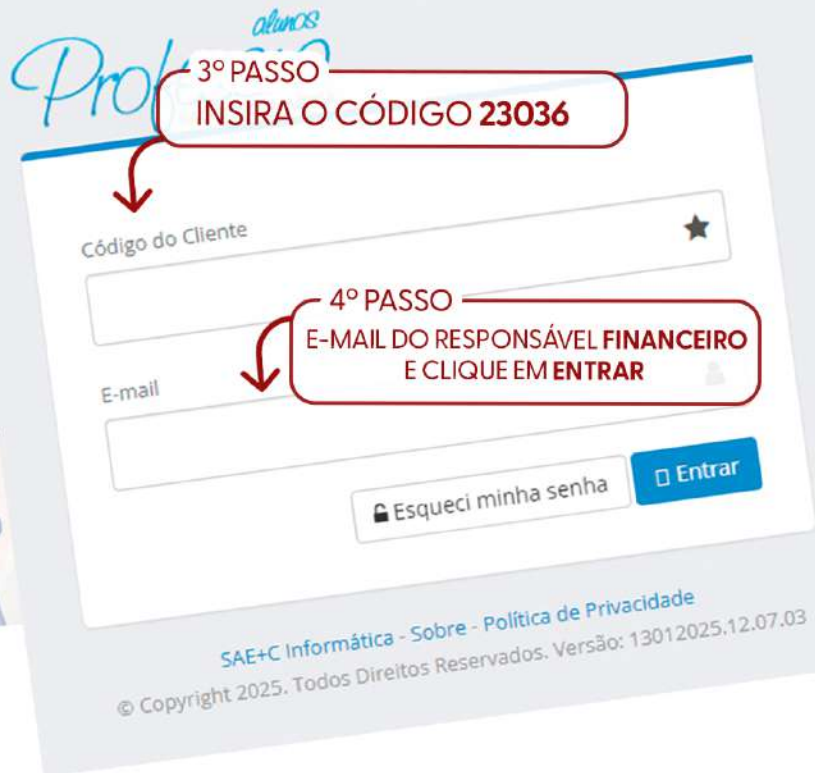 alunos
3º PASSO
INSIRA O CÓDIGO 23036
Código do Cliente
4º PASSO
E-MAIL DO RESPONSÁVEL FINANCEIRO
E CLIQUE EM ENTRAR
E-mail
Esqueci minha senha
Entrar
SAE+C Informática - Sobre - Política de Privacidade
© Copyright 2025. Todos Direitos Reservados. Versão: 13012025.12.07.03